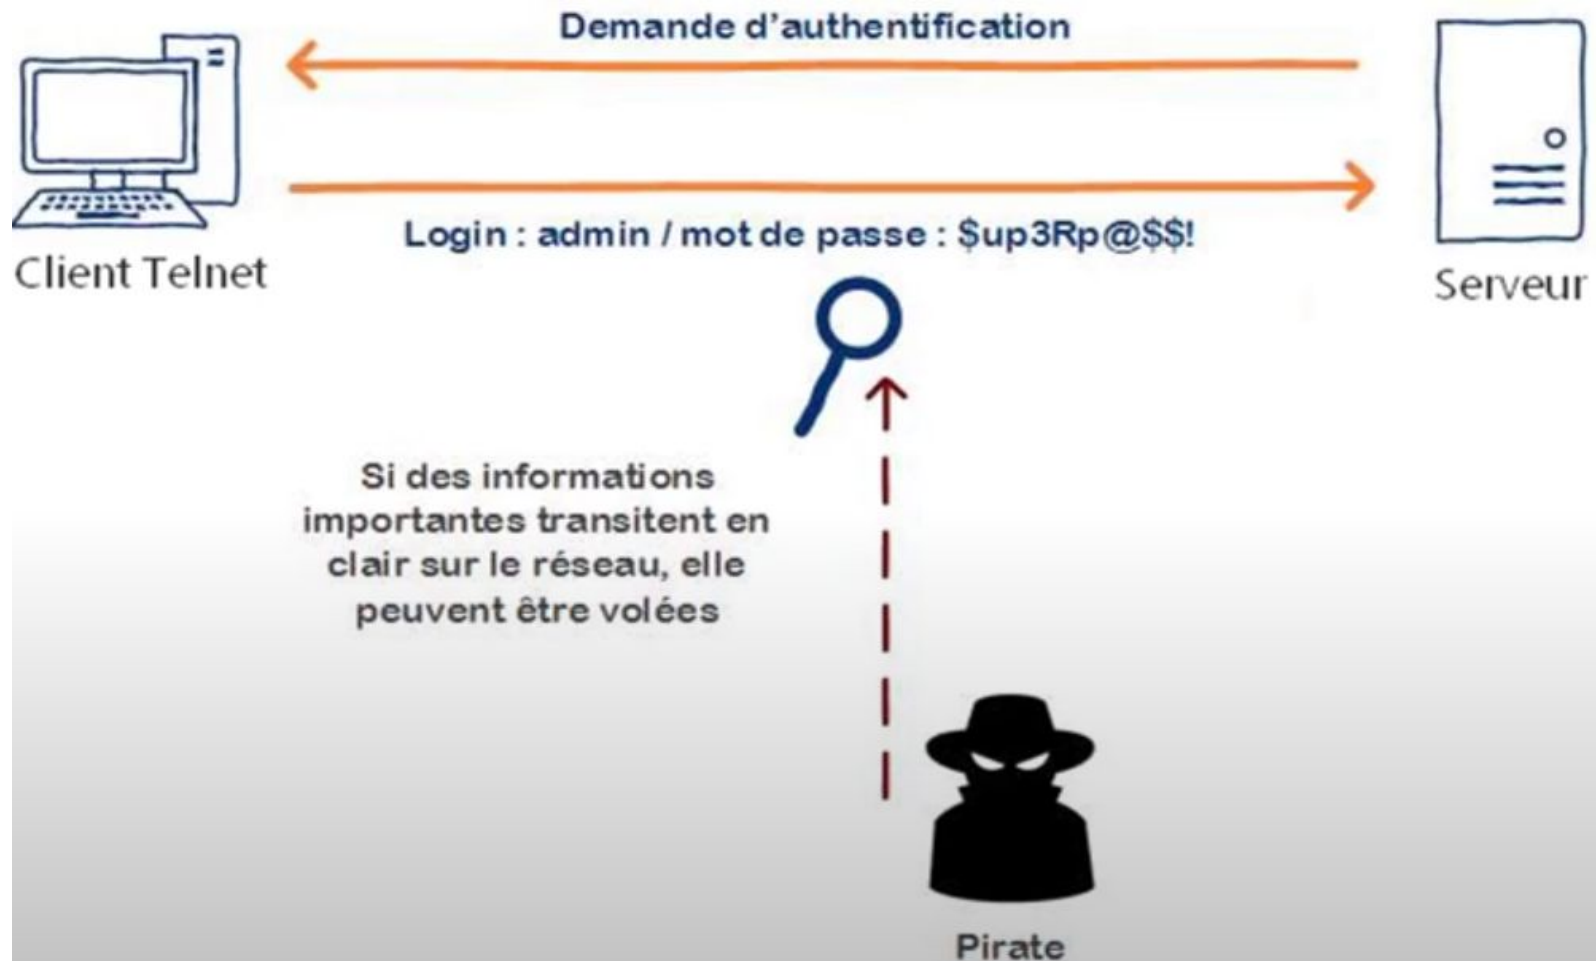 Demande d'authentification
Login : admin / mot de passe : $up3Rp@$$!
Client Telnet
Serveur
Si des informations
importantes transitent en
clair sur le réseau, elle
peuvent être volées
Pirate